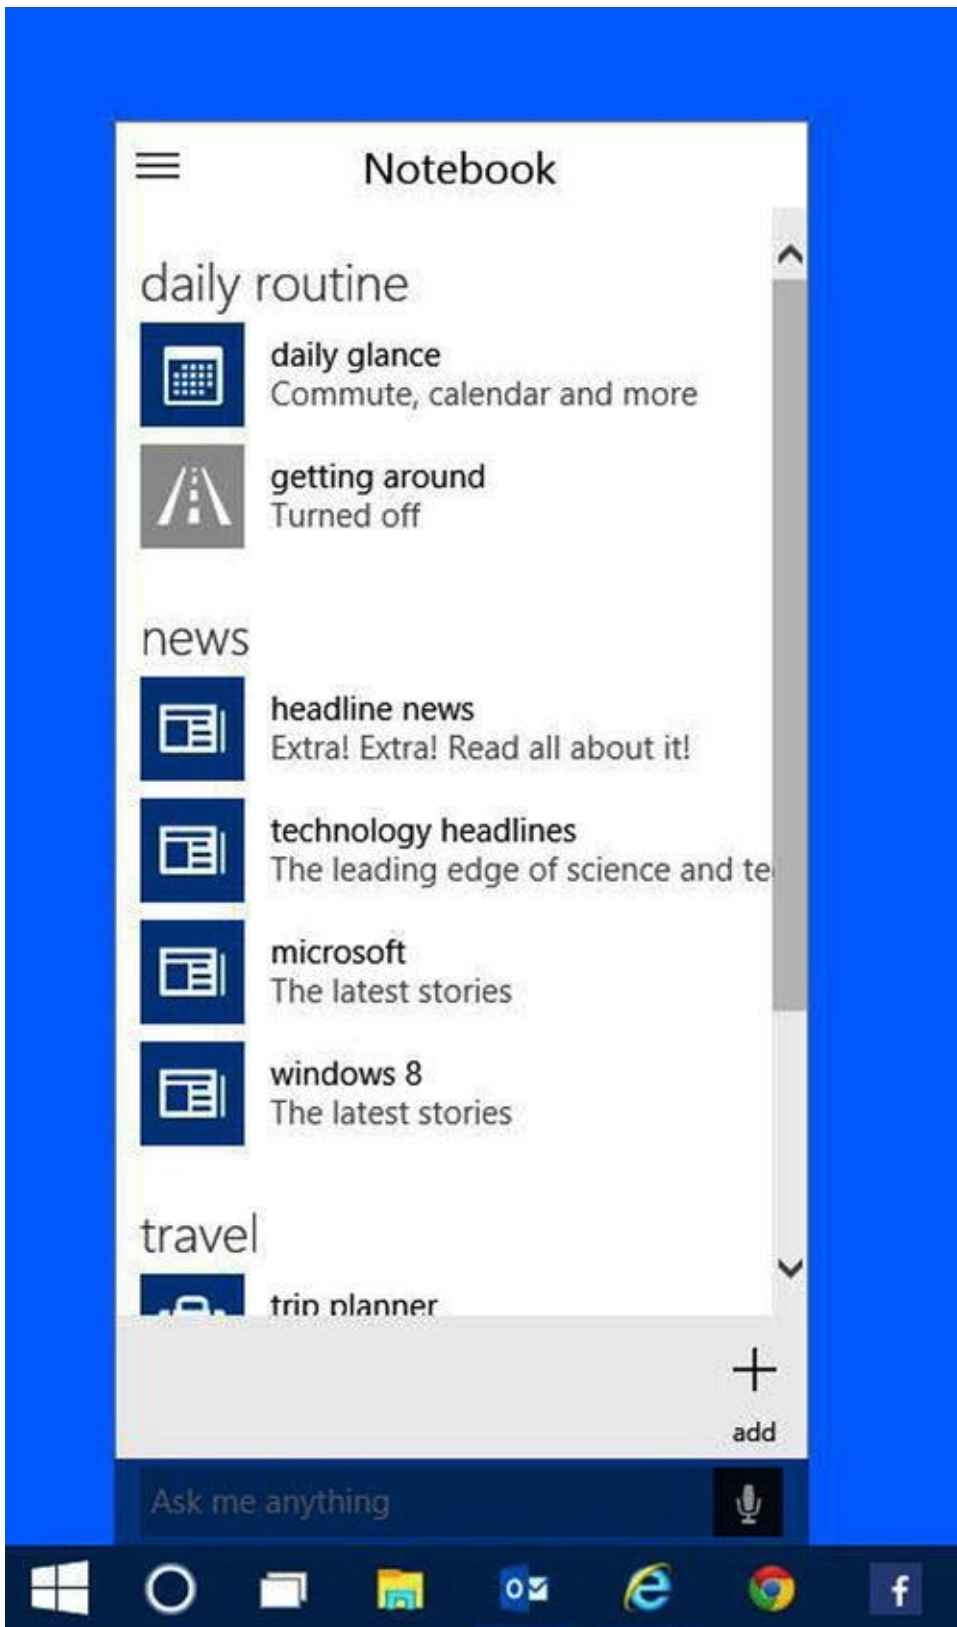 Notebook
daily routine
daily glance
Commute, calendar and more
getting around
Turned off
news
headline news
Extra! Extra! Read all about it!
technology headlines
The leading edge of science and te
microsoft
The latest stories
windows 8
The latest stories
travel
trip planner
add
Ask me anything
f